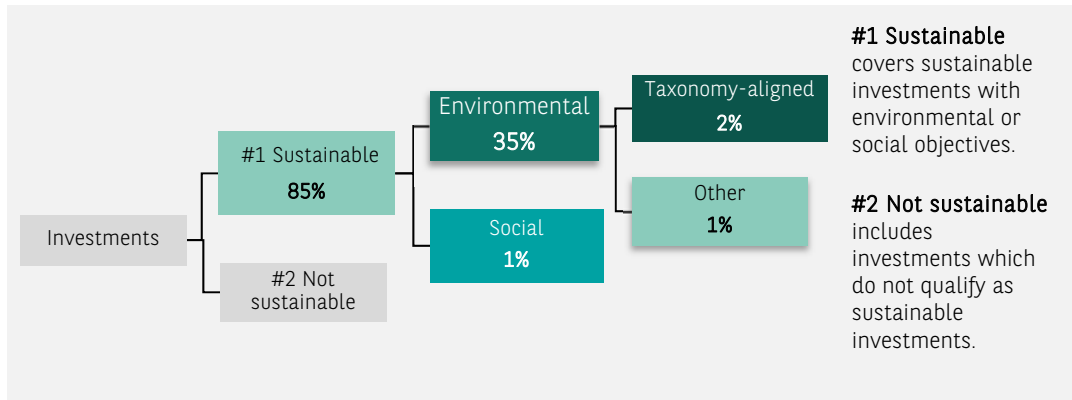 Investments
#1 Sustainable
85%
#2 Not
sustainable
Environmental
35%
Social
1%
Taxonomy-aligned
2%
Other
1%
#1 Sustainable
covers sustainable
investments with
environmental or
social objectives.
#2 Not sustainable
includes
investments which
do not qualify as
sustainable
investments.